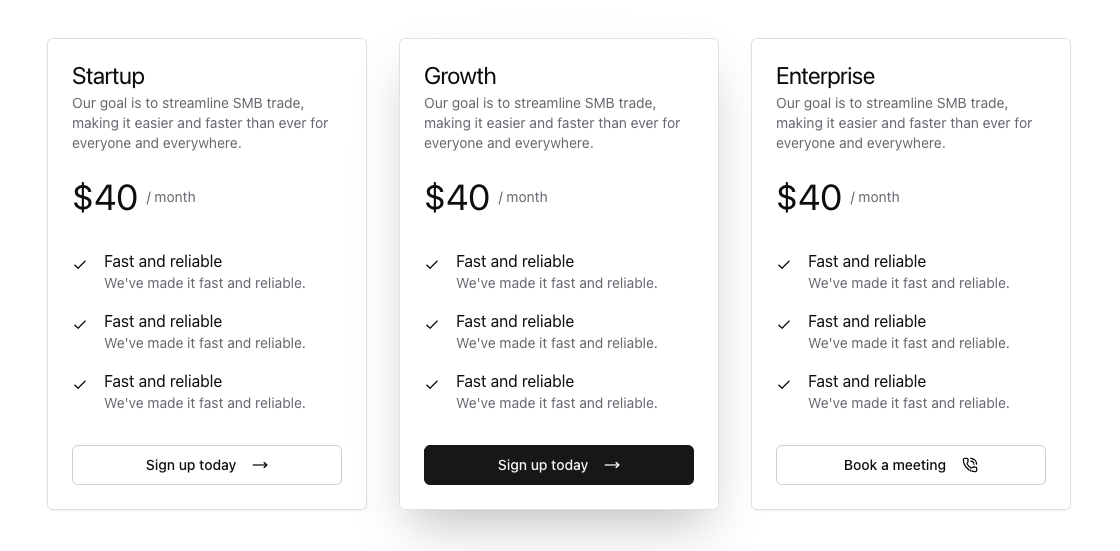 Startup
Our goal is to streamline SMB trade,
making it easier and faster than ever for
everyone and everywhere.
$40 / month
Fast and reliable
We've made it fast and reliable.
Fast and reliable
We've made it fast and reliable.
Fast and reliable
We've made it fast and reliable.
Sign up today
Growth
Our goal is to streamline SMB trade,
making it easier and faster than ever for
everyone and everywhere.
$40 / month
Fast and reliable
We've made it fast and reliable.
Fast and reliable
We've made it fast and reliable.
Fast and reliable
We've made it fast and reliable.
Sign up today
Enterprise
Our goal is to streamline SMB trade,
making it easier and faster than ever for
everyone and everywhere.
$40 / month
Fast and reliable
We've made it fast and reliable.
Fast and reliable
We've made it fast and reliable.
Fast and reliable
We've made it fast and reliable.
Book a meeting